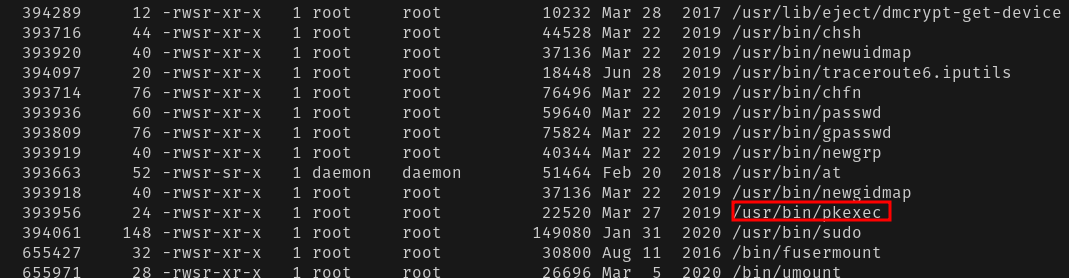 394289 12 -rwsr-xr-x 1 root root 10232 Mar 28 2017 /usr/lib/eject/dmcrypt-get-device
393716 44 -rwsr-xr-x 1 root root 44528 Mar 22 2019 /usr/bin/chsh
393920 40 -rwsr-xr-x 1 root root 37136 Mar 22 2019 /usr/bin/newuidmap
394097 20 -rwsr-xr-x 1 root root 18448 Jun 28 2019 /usr/bin/traceroute6.iputils
393714 76 -rwsr-xr-x 1 root root 76496 Mar 22 2019 /usr/bin/chfn
393936 60 -rwsr-xr-x 1 root root 59640 Mar 22 2019 /usr/bin/passwd
393809 76 -rwsr-xr-x 1 root root 75824 Mar 22 2019 /usr/bin/gpasswd
393919 40 -rwsr-xr-x 1 root root 40344 Mar 22 2019 /usr/bin/newgrp
393663 52 -rwsr-sr-x 1 daemon daemon 51464 Feb 20 2018 /usr/bin/at
393918 40 -rwsr-xr-x 1 root root 37136 Mar 22 2019 /usr/bin/newgidmap
393956 24 -rwsr-xr-x 1 root root 22520 Mar 27 2019 /usr/bin/pkexec
394061 148 -rwsr-xr-x 1 root root 149080 Jan 31 2020 /usr/bin/sudo
655427 32 -rwsr-xr-x 1 root root 30800 Aug 11 2016 /bin/fusermount
655971 28 -rwsr-xr-x 1 root root 26696 Mar 5 2020 /bin/umount